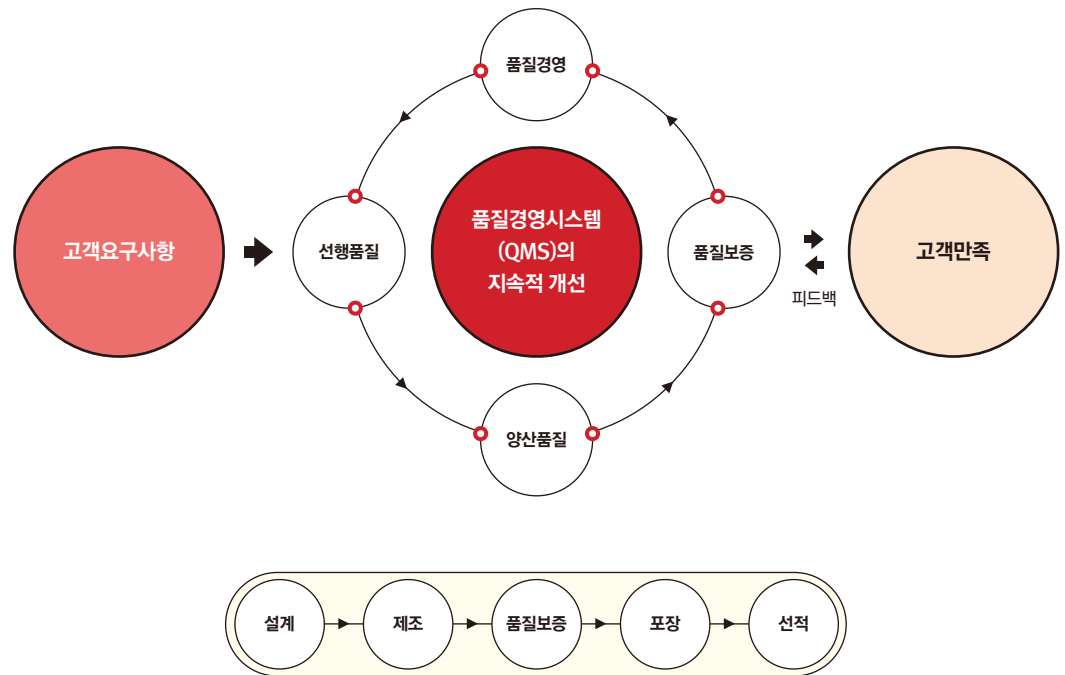 품질경영
고객요구사항
선행품질
품질경영시스템
(QMS)의
지속적 개선
품질보증
피드백
고객만족
양산품질
설계
제조
품질보증
포장
선적